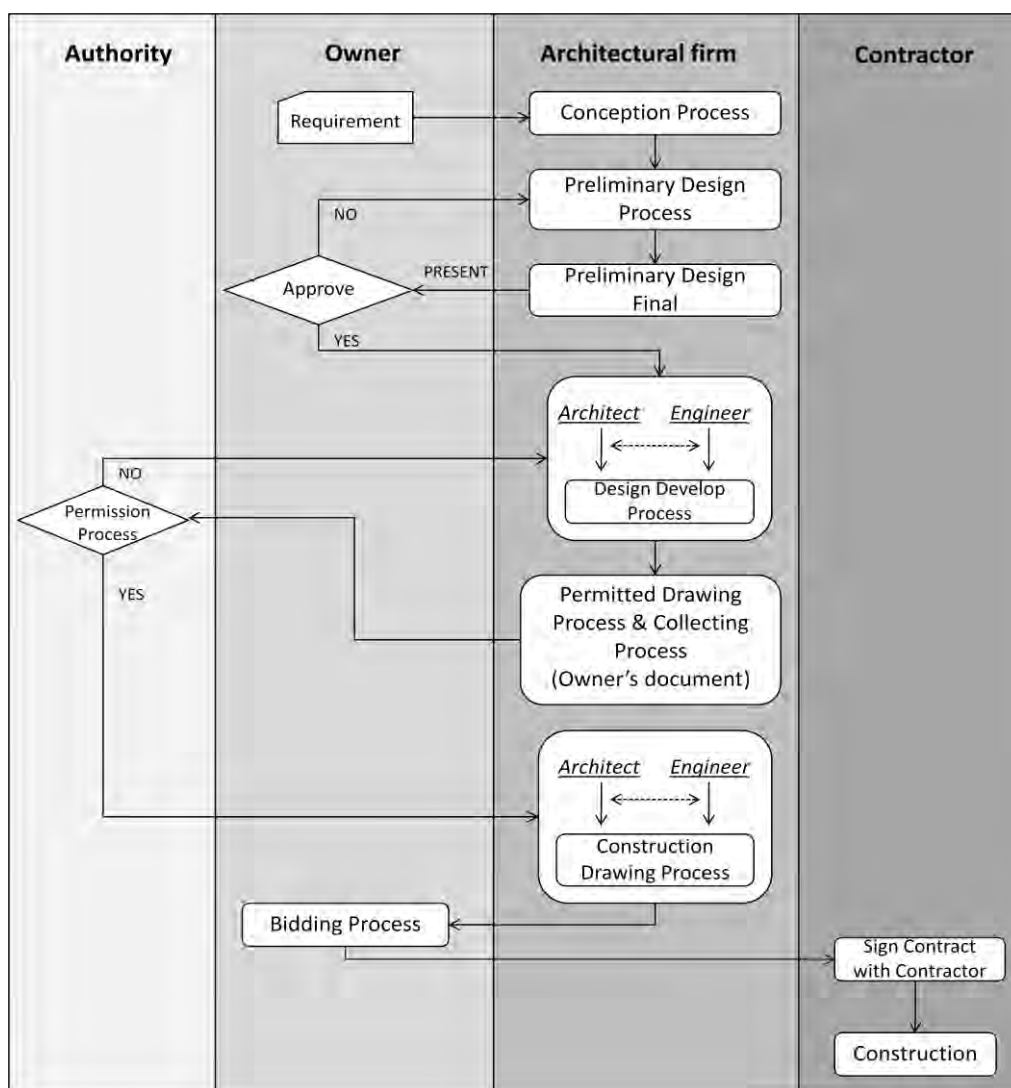 Authority
Owner
Architectural firm
Contractor
Requirement
Conception Process
Preliminary Design
Process
NO
PRESENT
Approve
Preliminary Design
Final
YES
Architect
Engineer
NO
Design Develop
Process
Permission
Process
YES
Permitted Drawing
Process & Collecting
Process
(Owner's document)
Architect
Engineer
Construction
Drawing Process
Bidding Process
Sign Contract
with Contractor
Construction